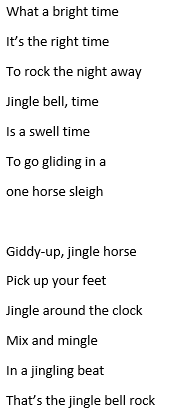 What a bright time
It's the right time
To rock the night away
Jingle bell, time
Is a swell time
To go gliding in a
one horse sleigh

Giddy-up, jingle horse
Pick up your feet
Jingle around the clock
Mix and mingle
In a jingling beat
That's the jingle bell rock